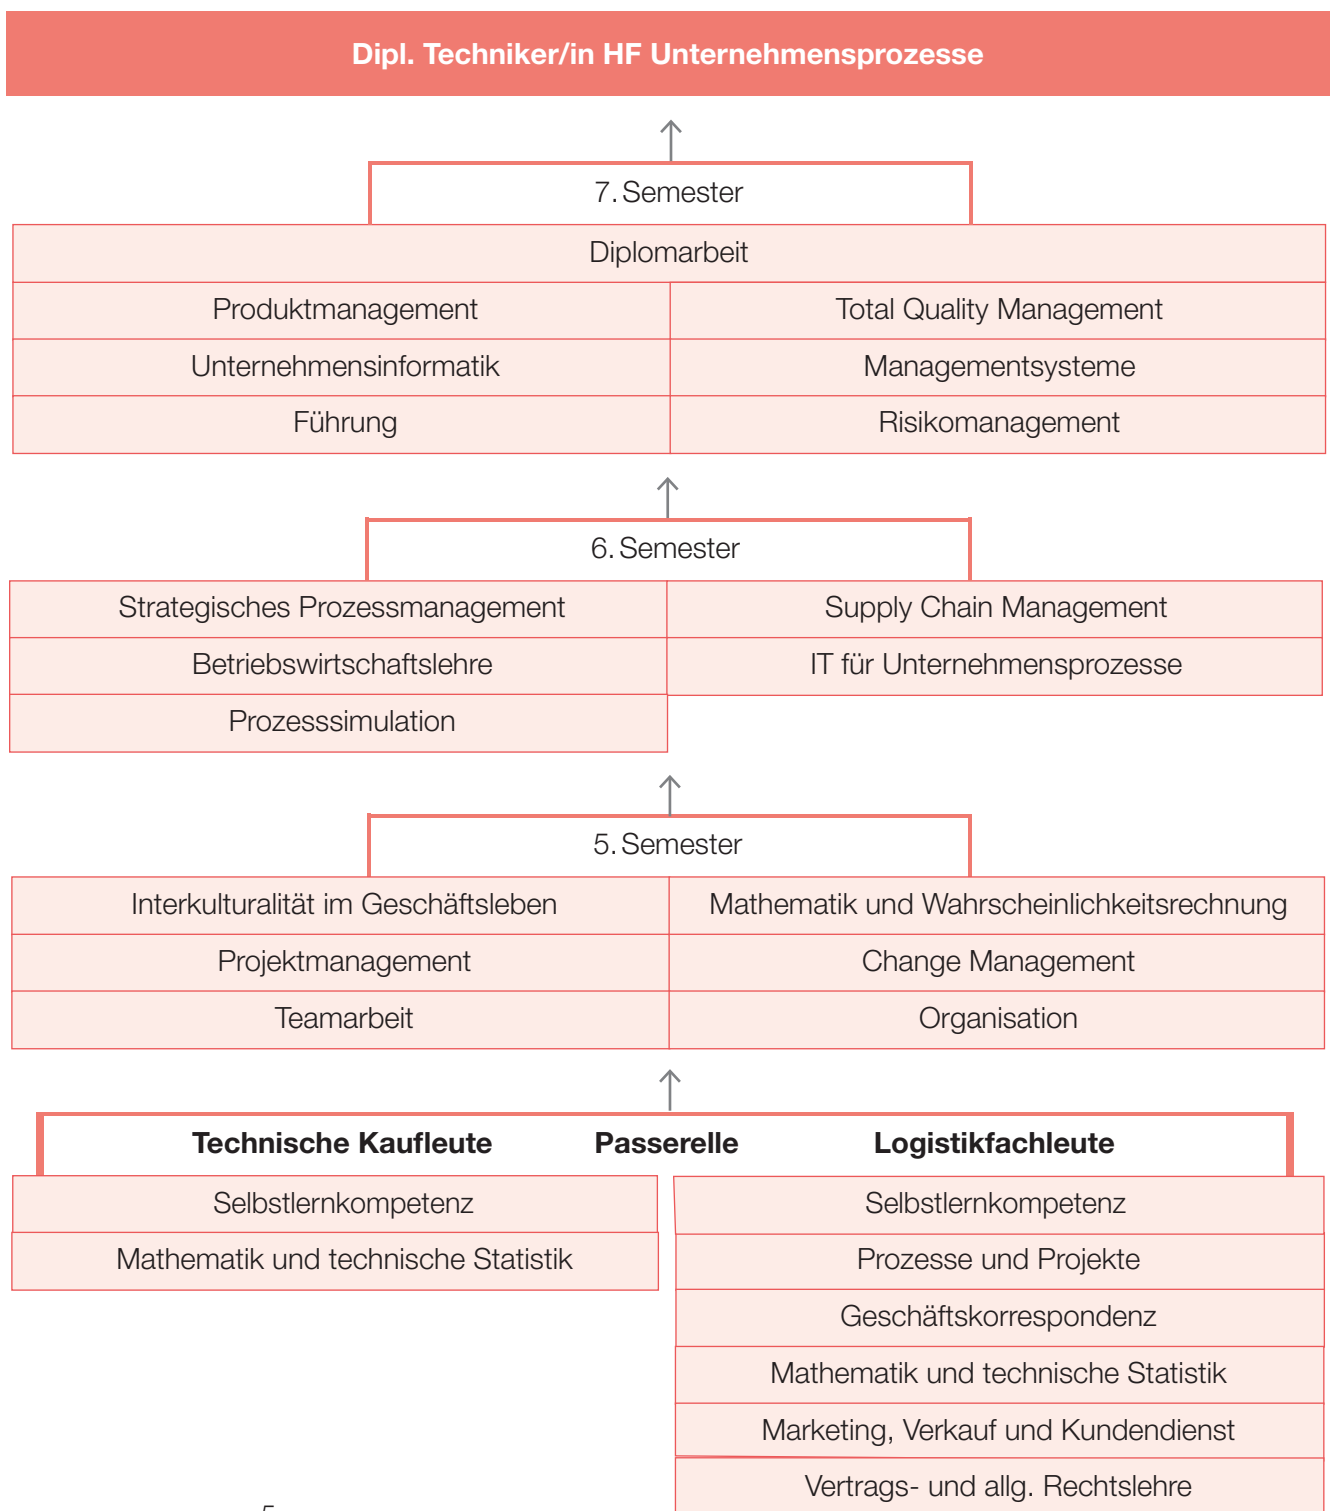 Dipl. Techniker/in HF Unternehmensprozesse
7. Semester
Diplomarbeit
Produktmanagement
Total Quality Management
Unternehmensinformatik
Managementsysteme
Führung
Risikomanagement
6. Semester
Strategisches Prozessmanagement
Supply Chain Management
Betriebswirtschaftslehre
IT für Unternehmensprozesse
Prozesssimulation
5. Semester
Interkulturalität im Geschäftsleben
Mathematik und Wahrscheinlichkeitsrechnung
Projektmanagement
Change Management
Teamarbeit
Organisation
Technische Kaufleute Passerelle Logistikfachleute
Selbstlernkompetenz
Selbstlernkompetenz
Mathematik und technische Statistik
Prozesse und Projekte
Geschäftskorrespondenz
Mathematik und technische Statistik
Marketing, Verkauf und Kundendienst
Vertrags- und allg. Rechtslehre